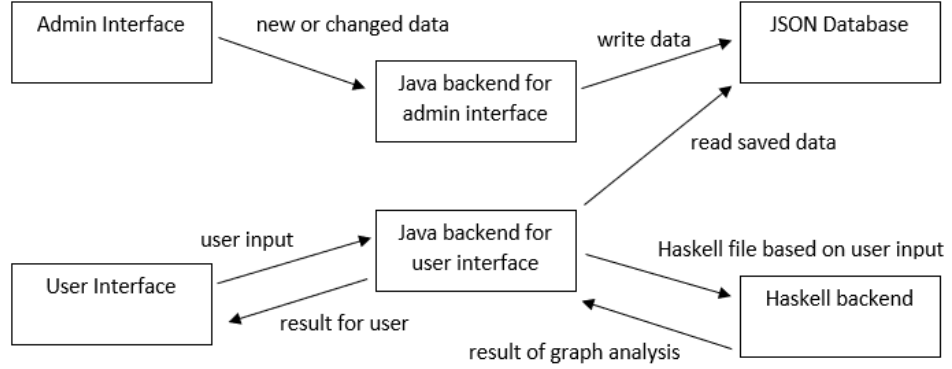 Admin Interface
new or changed data
write data
JSON Database
Java backend for
admin interface
read saved data
user input
Java backend for
user interface
Haskell file based on user input
User Interface
Haskell backend
result for user
result of graph analysis